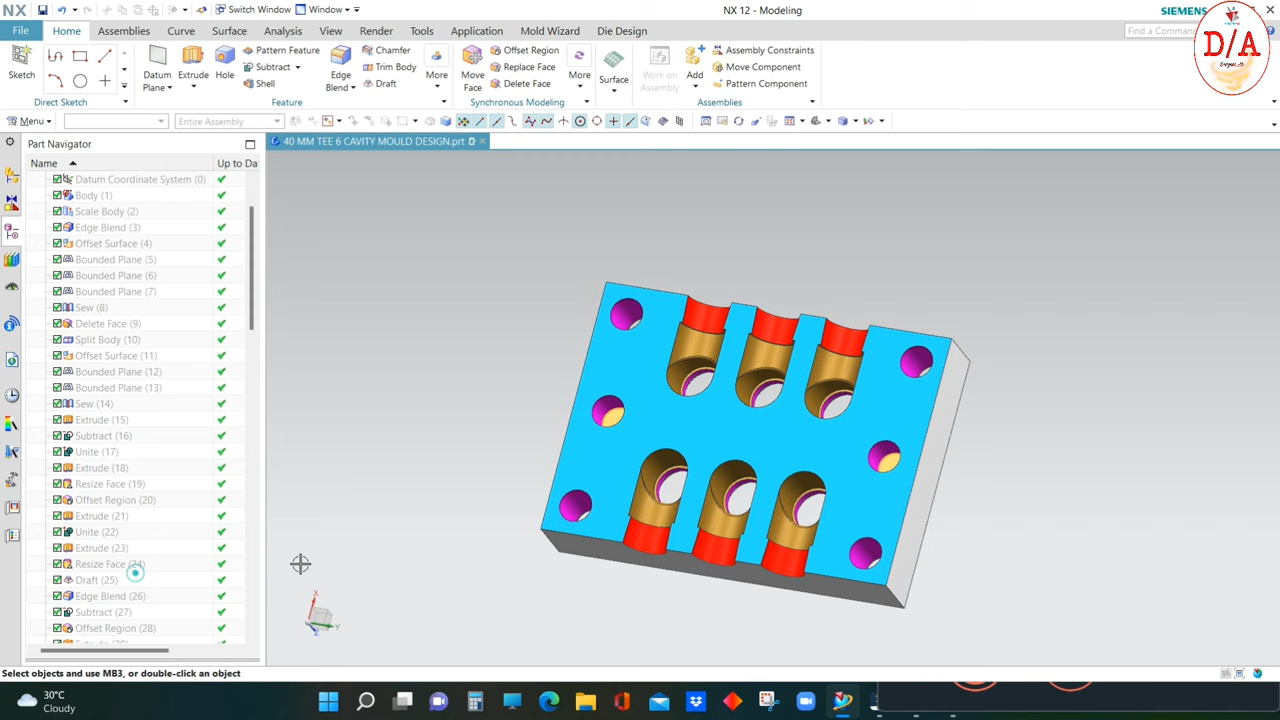 NX
Switch Window
Window
NX 12 - Modeling
SIEMENS
File
Home
Assemblies
Curve
Surface
Analysis
View
Render
Tools
Application
Mold Wizard
Die Design
Find a Command
D/A
Sketch
Direct Sketch
Datum Plane
Extrude
Hole
Pattern Feature
Subtract
Shell
Edge Blend
Chamfer
Trim Body
Draft
More
Feature
Move Face
Offset Region
Replace Face
Delete Face
More
Synchronous Modeling
Surface
Work on Assembly
Add
Assembly Constraints
Move Component
Pattern Component
Assemblies
Menu
Entire Assembly
Part Navigator
40 MM TEE 6 CAVITY MOULD DESIGN.prt
Name
Up to Da
Datum Coordinate System (0)
Body (1)
Scale Body (2)
Edge Blend (3)
Offset Surface (4)
Bounded Plane (5)
Bounded Plane (6)
Bounded Plane (7)
Sew (8)
Delete Face (9)
Split Body (10)
Offset Surface (11)
Bounded Plane (12)
Bounded Plane (13)
Sew (14)
Extrude (15)
Subtract (16)
Unite (17)
Extrude (18)
Resize Face (19)
Offset Region (20)
Extrude (21)
Unite (22)
Extrude (23)
Resize Face (24)
Draft (25)
Edge Blend (26)
Subtract (27)
Offset Region (28)
X
Y
Z
Select objects and use MB3, or double-click an object
30°C
Cloudy